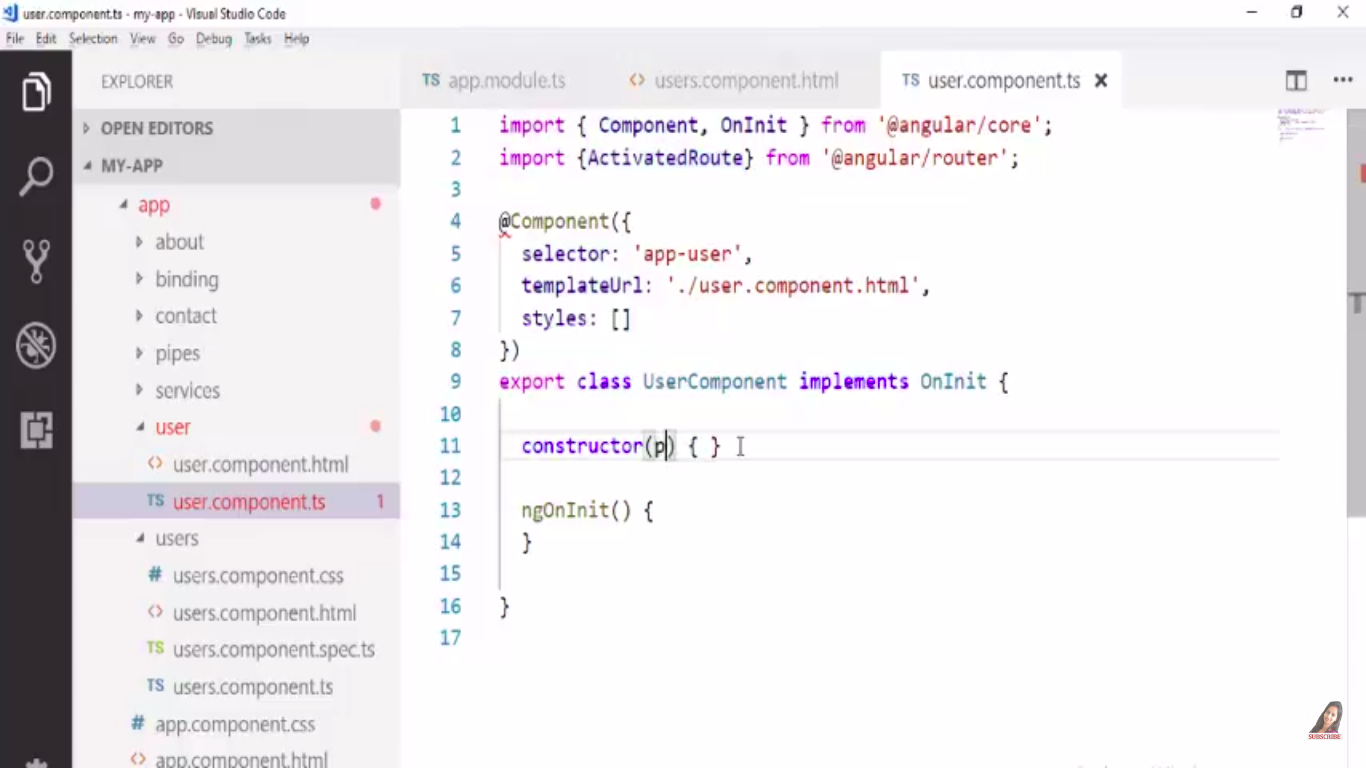 user.component.ts - my-app - Visual Studio Code
File Edit Selection View Go Debug Tasks Help
EXPLORER
OPEN EDITORS
MY-APP
app
about
binding
contact
pipes
services
user
user.component.html
TS user.component.ts 1
users
# users.component.css
<> users.component.html
TS users.component.spec.ts
TS users.component.ts
# app.component.css
<> app.component.html
TS app.module.ts
<> users.component.html
TS user.component.ts
1 import { Component, OnInit } from '@angular/core';
2 import {ActivatedRoute} from '@angular/router';
3
4 @Component({
5 selector: 'app-user',
6 templateUrl: './user.component.html',
7 styles: []
8 })
9 export class UserComponent implements OnInit {
10
11 constructor(p) { }
12
13 ngOnInit() {
14 }
15
16 }
17
SUBSCRIBE